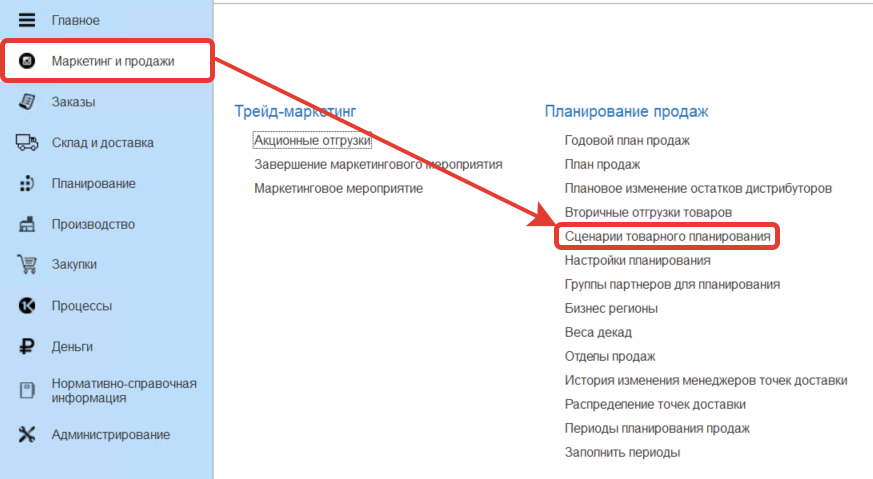 Главное
Маркетинг и продажи
Заказы
Склад и доставка
Планирование
Производство
Закупки
Процессы
Деньги
Нормативно-справочная
информация
Администрирование
Трейд-маркетинг
Акционные отгрузки
Завершение маркетингового мероприятия
Маркетинговое мероприятие
Планирование продаж
Годовой план продаж
План продаж
Плановое изменение остатков дистрибуторов
Вторичные отгрузки товаров
Сценарии товарного планирования
Настройки планирования
Группы партнеров для ппанирования
Бизнес регионы
Веса декад
Отделы продаж
История изменения менеджеров точек доставки
Распределение точек доставки
Периоды планирования продаж
Заполнить периоды